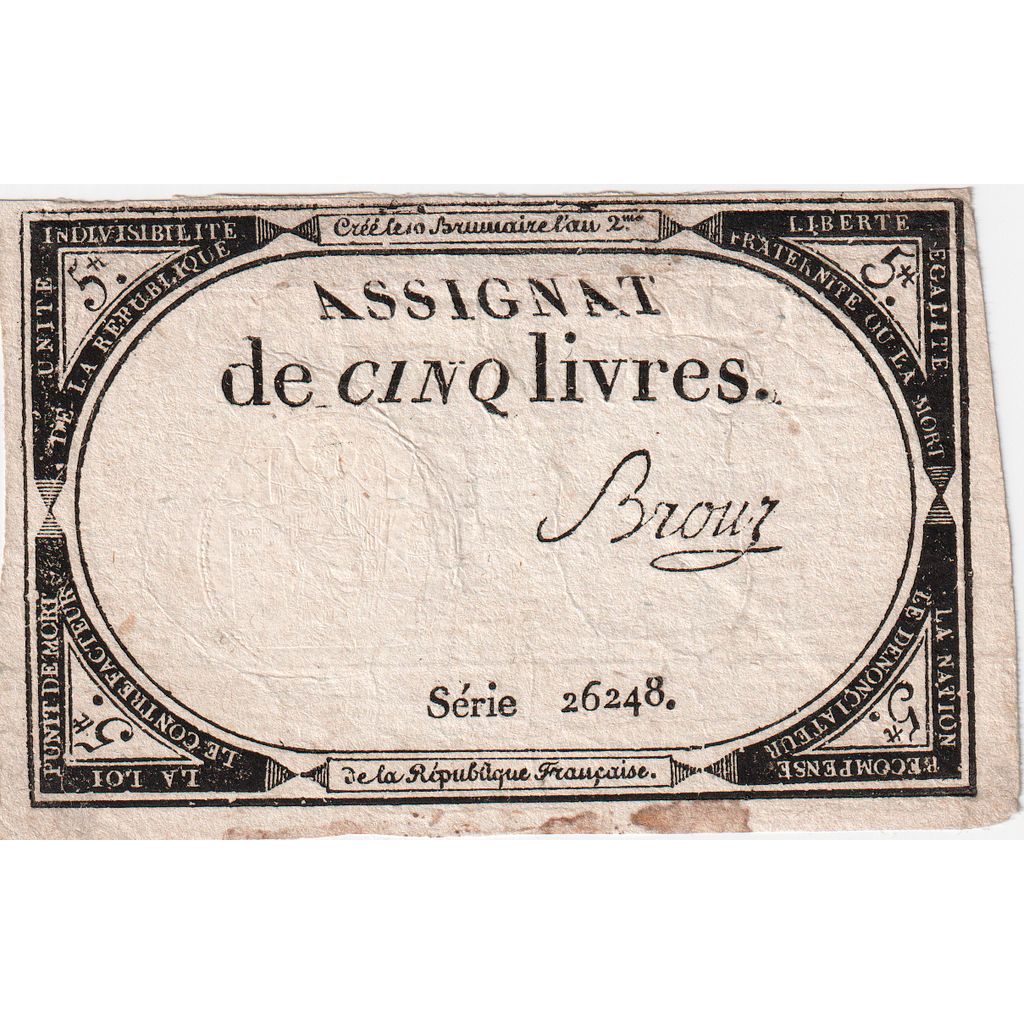 Créé le 10 Brumaire l'an 2.me
UNITE INDIVISIBILITE
DE LA REPUBLIQUE
5₶.
LIBERTE EGALITE
FRATERNITE OU LA MORT
5₶.
ASSIGNAT
de CINQ livres.
Brouz
Série 26248.
LA LOI PUNIT DE MORT
LE CONTREFACTEUR
5₶.
LA NATION RECOMPENSE
LE DENONÇIATEUR
5₶.
de la République Française.